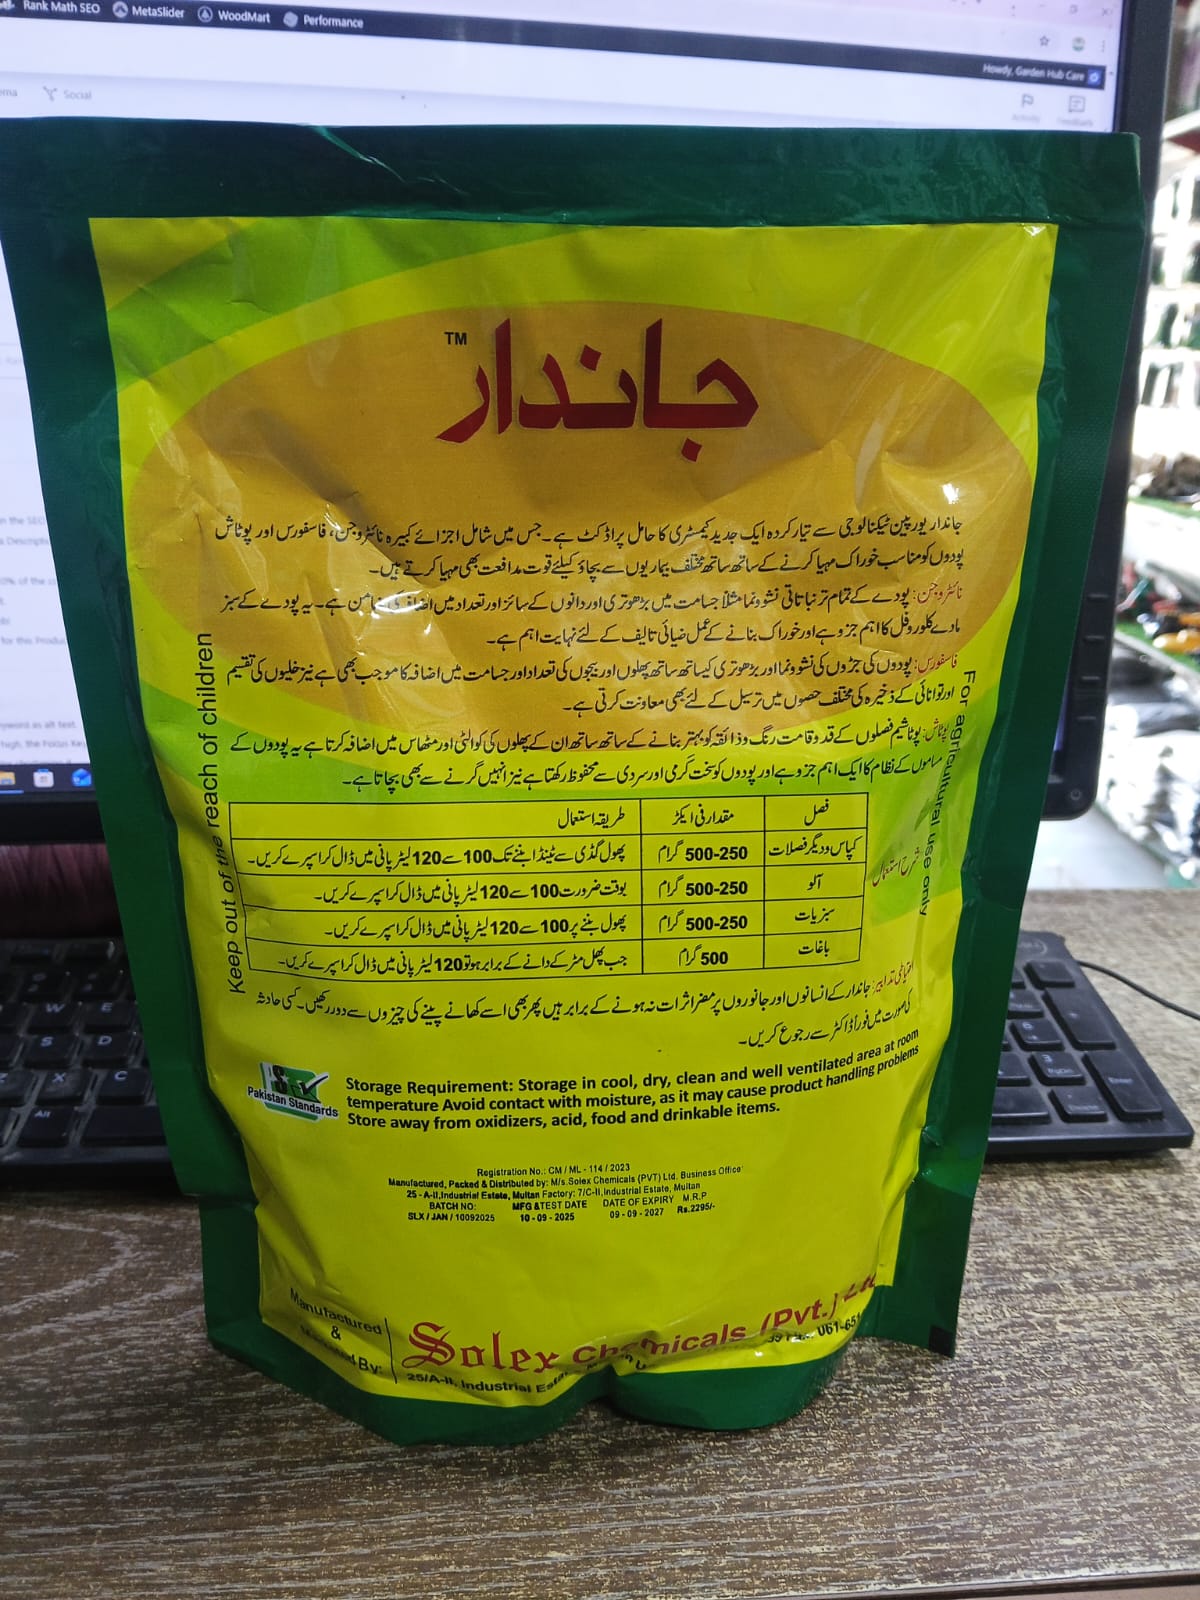 Rank Math SEO MetaSlider WoodMart Performance
Howdy, Garden Hub Care
Social
Activity
جاندار TM
جاندار یورپین ٹیکنالوجی سے تیار کردہ ایک جدید کیمسٹری کا حامل پراڈکٹ ہے۔ جس میں شامل اجزائے کبیرہ نائٹروجن، فاسفورس اور پوٹاش
پودوں کو مناسب خوراک مہیا کرنے کے ساتھ ساتھ مختلف بیماریوں سے بچاؤ کیلئے قوت مدافعت بھی مہیا کرتے ہیں۔
نائٹروجن: پودے کے تمام تر نباتاتی نشوونما مثلاً جسامت میں بڑھوتری اور دانوں کے سائز اور تعداد میں اضافہ کی ضامن ہے۔ یہ پودے کے سبز
مادے کلوروفل کا اہم جزو ہے اور خوراک بنانے کے عمل ضیائی تالیف کے لئے نہایت اہم ہے۔
فاسفورس: پودوں کی جڑوں کی نشوونما اور بڑھوتری کیساتھ ساتھ پھلوں اور بیجوں کی تعداد اور جسامت میں اضافہ کا موجب بھی ہے نیز خلیوں کی تقسیم
اور توانائی کے ذخیرہ کی مختلف حصوں میں ترسیل کے لئے بھی معاونت کرتی ہے۔
پوٹاش: پوٹاشیم فصلوں کے قدوقامت رنگ و ذائقہ کو بہتر بنانے کے ساتھ ساتھ ان کے پھلوں کی کوالٹی اور مٹھاس میں اضافہ کرتا ہے یہ پودوں کے
مساموں کے نظام کا ایک اہم جزو ہے اور پودوں کو سخت گرمی اور سردی سے محفوظ رکھتا ہے نیز انہیں گرنے سے بھی بچاتا ہے۔
شرح استعمال
فصل مقدار فی ایکڑ طریقہ استعمال
کپاس و دیگر فصلات 250-500 گرام پھول گڈی سے ٹینڈا بننے تک 100 سے 120 لیٹر پانی میں ڈال کر اسپرے کریں۔
آلو 250-500 گرام بوقت ضرورت 100 سے 120 لیٹر پانی میں ڈال کر اسپرے کریں۔
سبزیات 250-500 گرام پھول بننے پر 100 سے 120 لیٹر پانی میں ڈال کر اسپرے کریں۔
باغات 500 گرام جب پھل مٹر کے دانے کے برابر ہو تو 120 لیٹر پانی میں ڈال کر اسپرے کریں۔
احتیاطی تدابیر: جاندار کے انسانوں اور جانوروں پر مضر اثرات نہ ہونے کے برابر ہیں پھر بھی اسے کھانے پینے کی چیزوں سے دور رکھیں۔ کسی حادثہ
کی صورت میں فوراً ڈاکٹر سے رجوع کریں۔
Keep out of the reach of children
For agricultural use only
Pakistan Standards
Storage Requirement: Storage in cool, dry, clean and well ventilated area at room
temperature Avoid contact with moisture, as it may cause product handling problems
Store away from oxidizers, acid, food and drinkable items.
Registration No.: CM / ML - 114 / 2023
Manufactured, Packed & Distributed by: M/s.Solex Chemicals (PVT) Ltd. Business Office:
25 - A-II,Industrial Estate, Multan Factory: 7/C-II,Industrial Estate, Multan
BATCH NO: MFG &TEST DATE DATE OF EXPIRY M.R.P
SLX / JAN / 10092025 10 - 09 - 2025 09 - 09 - 2027 Rs.2295/-
Manufactured
&
By:
Solex Chemicals (Pvt.) Ltd
25/A-II, Industrial 061-651